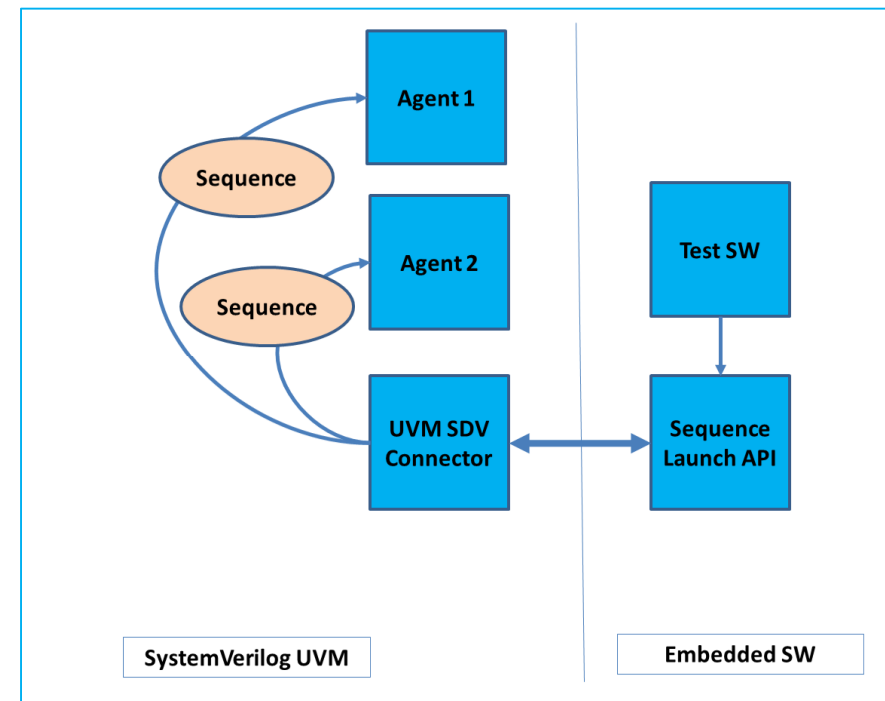 Agent 1
Sequence
Agent 2
Sequence
UVM SDV
Connector
SystemVerilog UVM
Test SW
Sequence
Launch API
Embedded SW